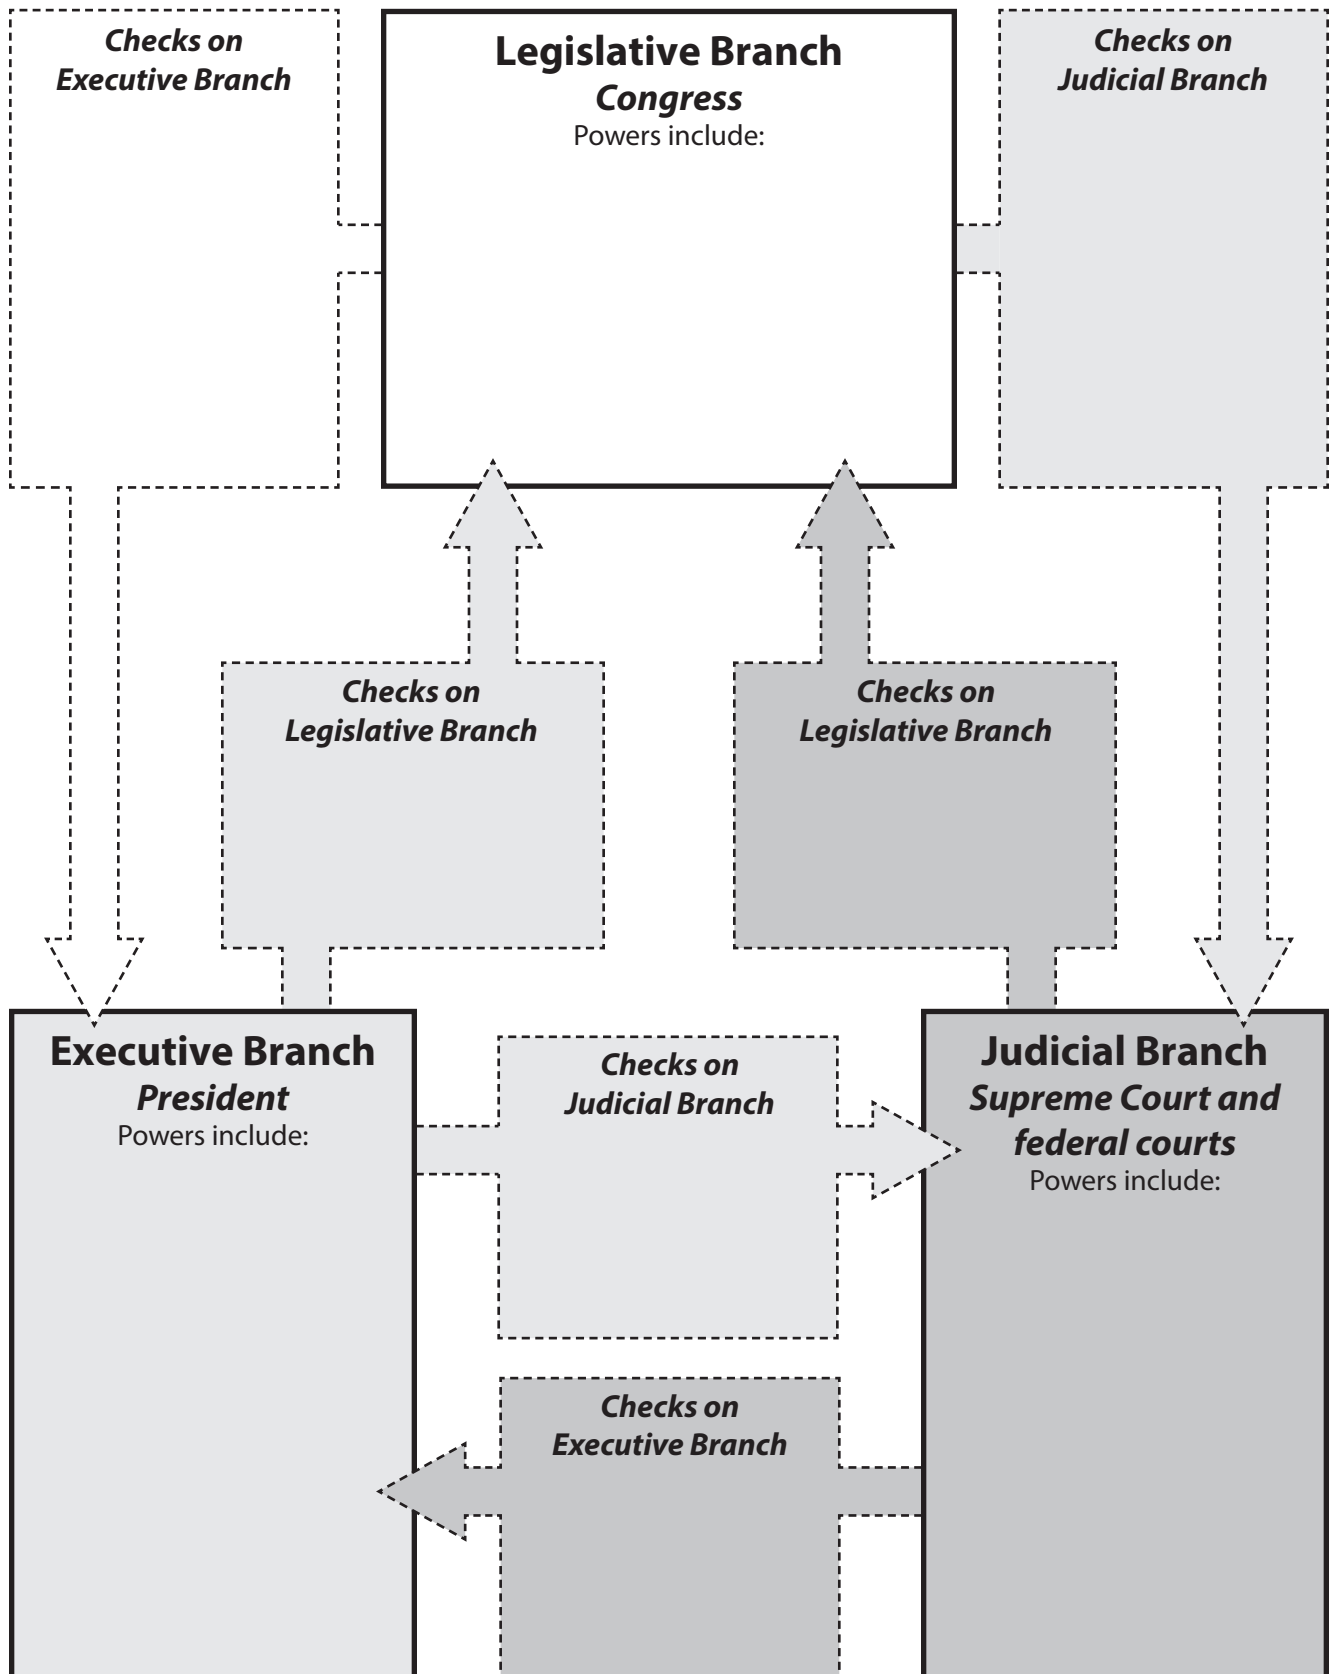 Checks on
Executive Branch
Legislative Branch
Congress
Powers include:
Checks on
Judicial Branch
Checks on
Legislative Branch
Checks on
Legislative Branch
Executive Branch
President
Powers include:
Checks on
Judicial Branch
Judicial Branch
Supreme Court and
federal courts
Powers include:
Checks on
Executive Branch